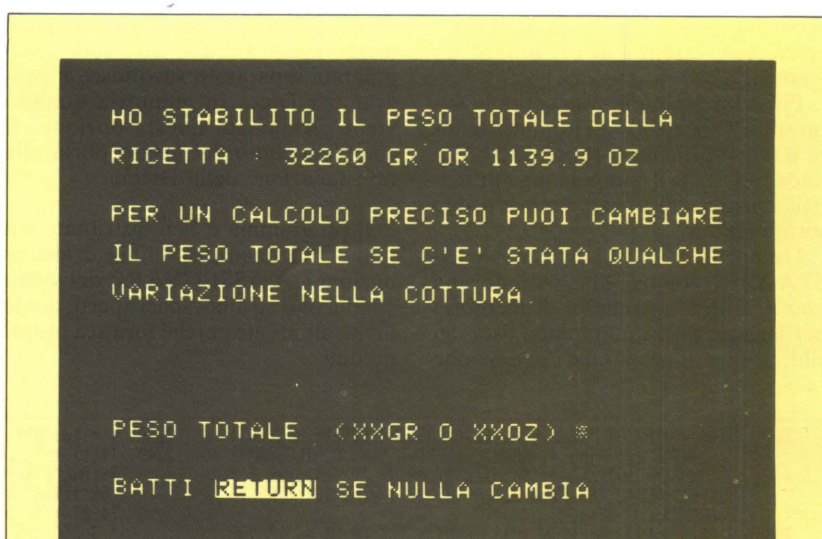 HO STABILITO IL PESO TOTALE DELLA
RICETTA : 32260 GR OR 1139.9 OZ
PER UN CALCOLO PRECISO PUOI CAMBIARE
IL PESO TOTALE SE C'E' STATA QUALCHE
VARIAZIONE NELLA COTTURA.
PESO TOTALE (XXGR O XXOZ) ※
BATTI RETURN SE NULLA CAMBIA